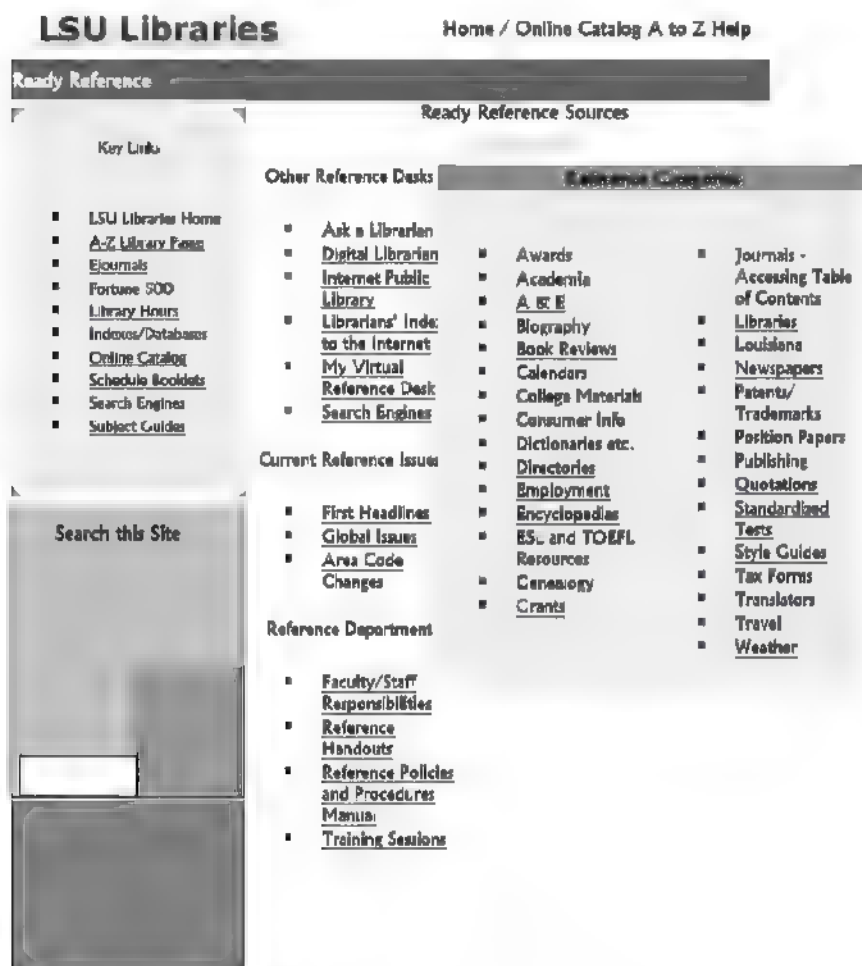 LSU Libraries
Home / Online Catalog A to Z Help
Ready Reference
Ready Reference Sources
Key Links
LSU Libraries Home
A-Z Library Page
Ejournals
Fortune 500
Library Hours
Indexes/Databases
Online Catalog
Schedule Booklets
Search Engines
Subject Guides
Search this Site
Other Reference Desks
Ask a Librarian
Digital Librarian
Internet Public
Library
Librarians' Index
to the Internet
My Virtual
Reference Desk
Search Engines
Current Reference Issues
First Headlines
Global Issues
Area Code
Changes
Reference Department
Faculty/Staff
Responsibilities
Reference
Handouts
Reference Policies
and Procedures
Manual
Training Sessions
Awards
Academia
A & E
Biography
Book Reviews
Calendars
College Materials
Consumer Info
Dictionaries etc.
Directories
Employment
Encyclopedias
ESL and TOEFL
Resources
Genealogy
Grants
Journals -
Accessing Table
of Contents
Libraries
Louisiana
Newspapers
Patents/
Trademarks
Position Papers
Publishing
Quotations
Standardized
Tests
Style Guides
Tax Forms
Translators
Travel
Weather